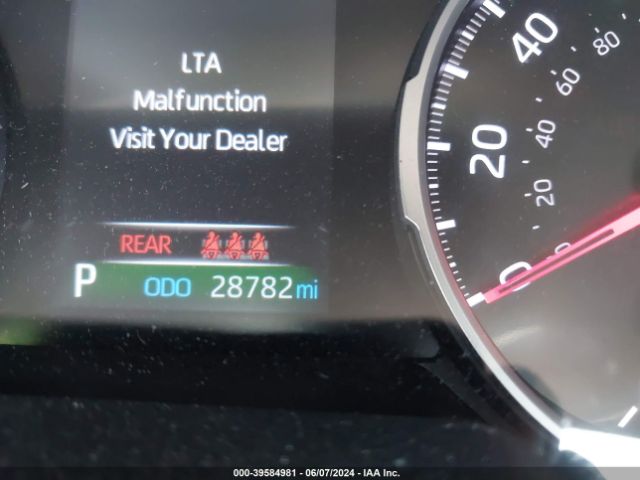 LTA
Malfunction
Visit Your Dealer
REAR
P ODO 28782 mi
40
20
0
80
60
40
20
0
000-39584981 - 06/07/2024 - IAA Inc.